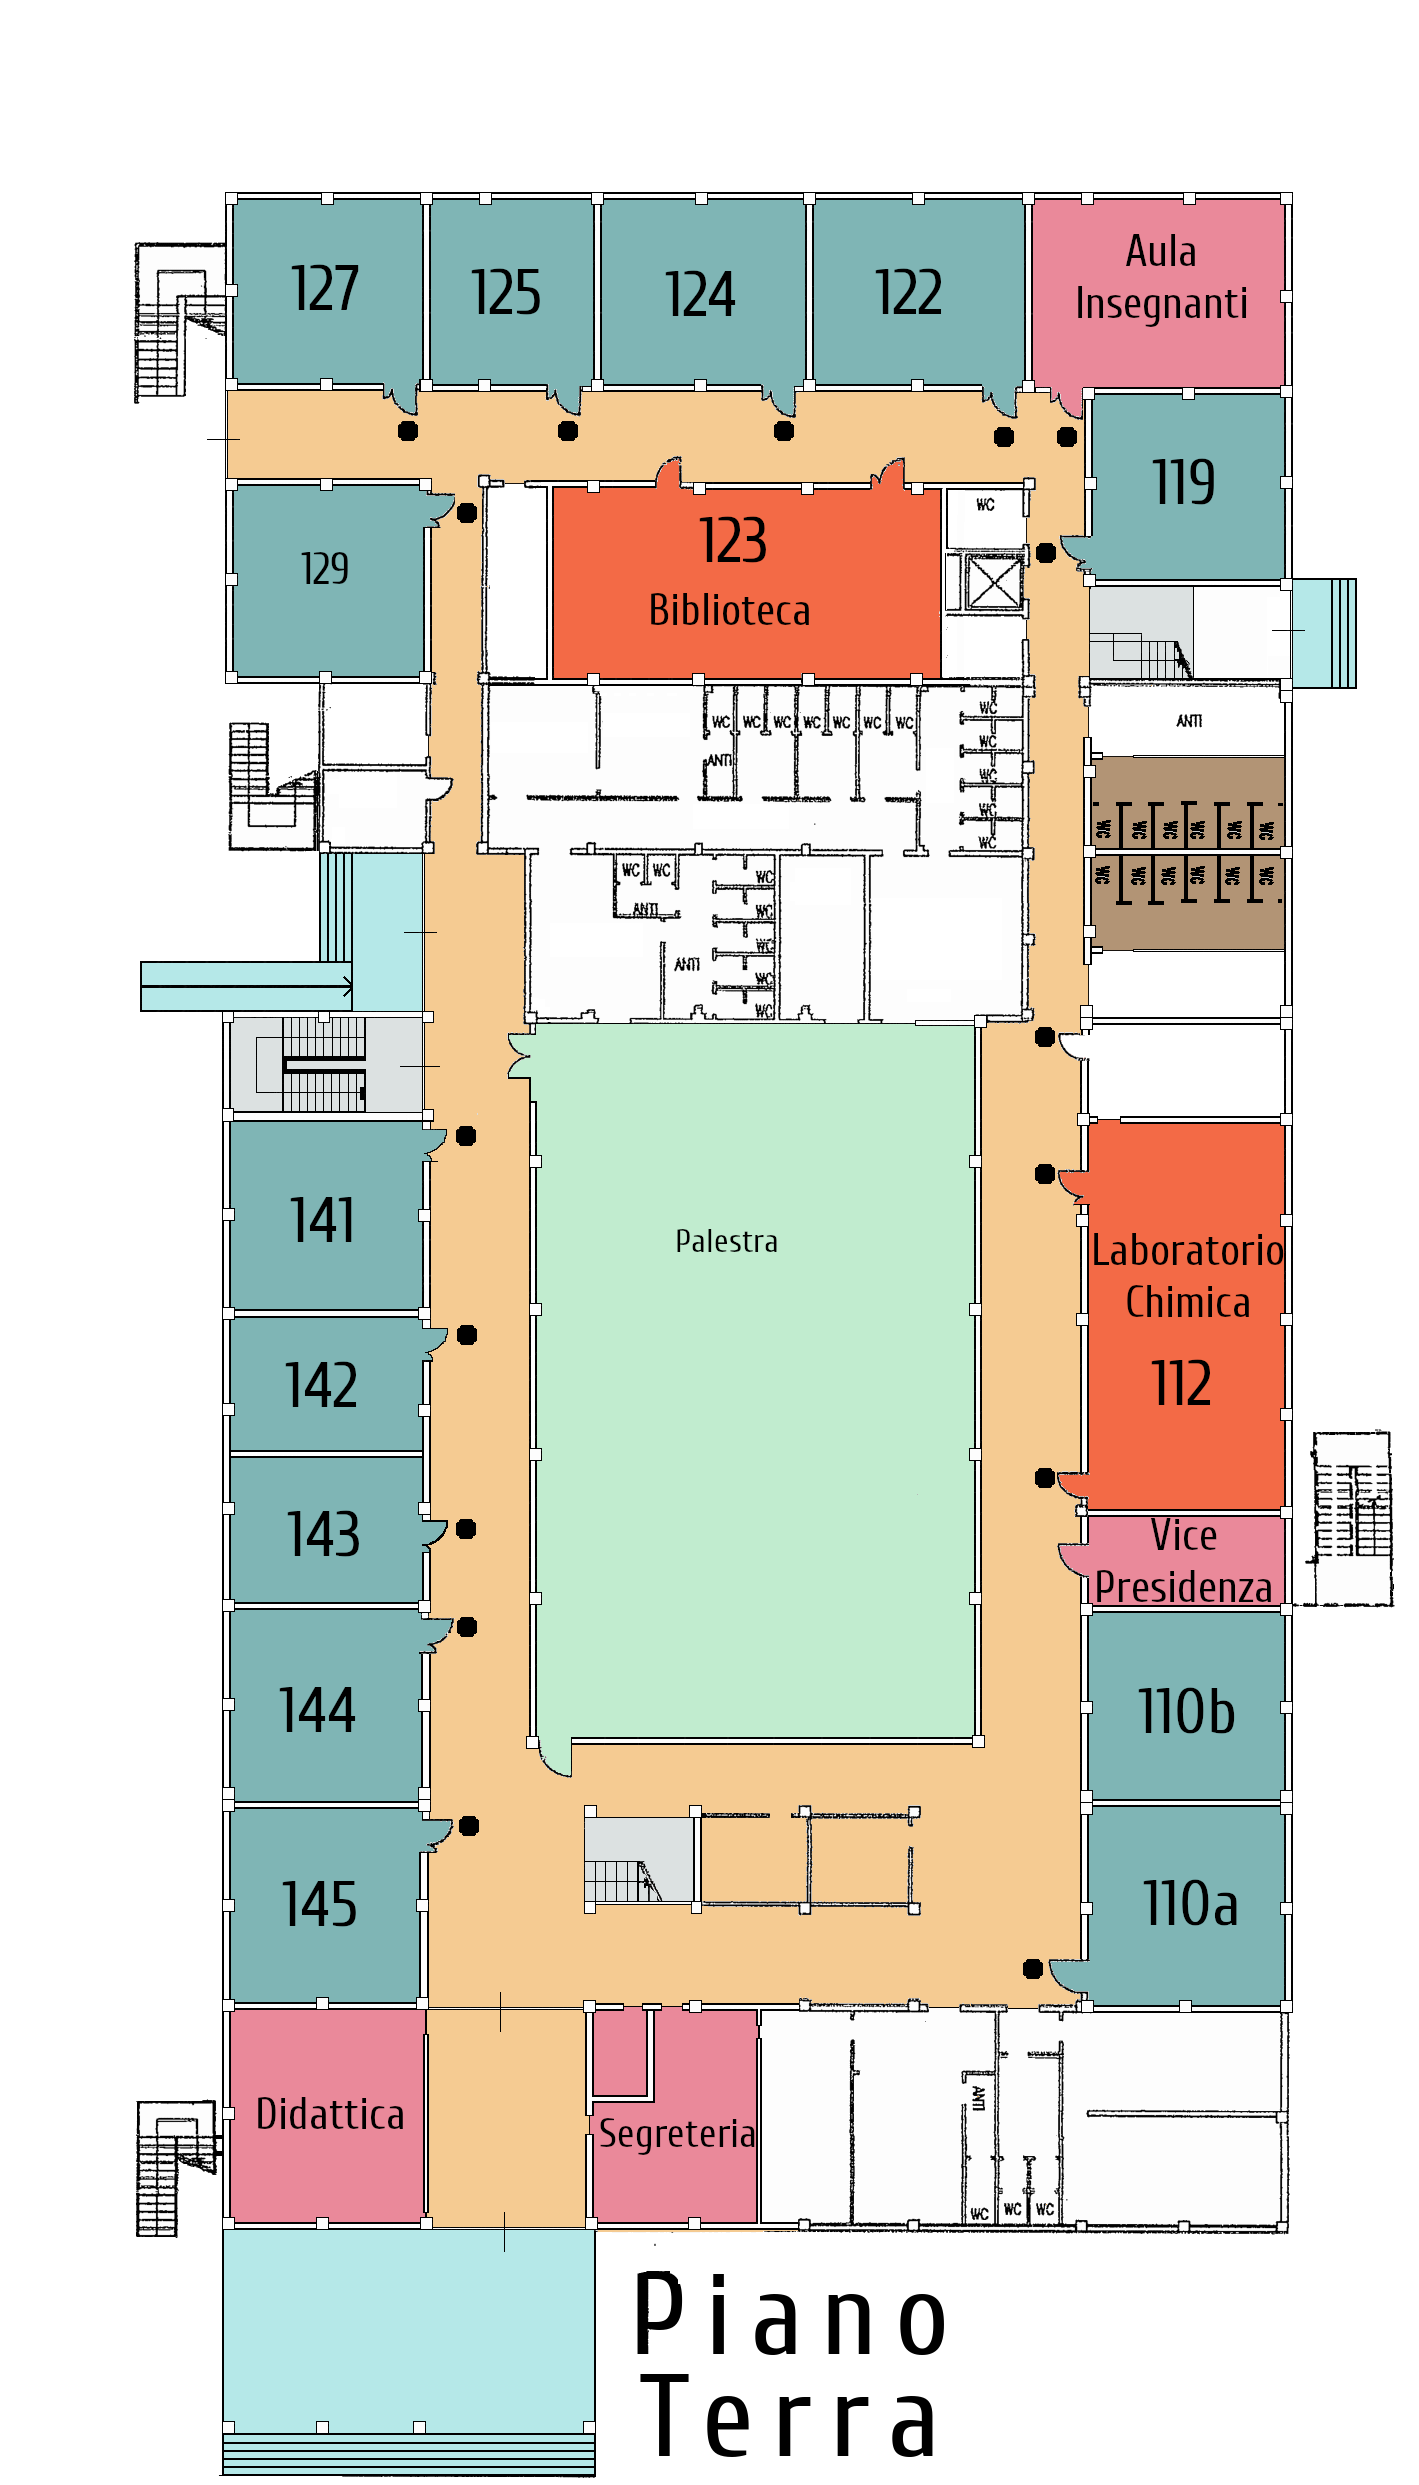 127
125
124
122
Aula
Insegnanti
119
129
123
Biblioteca
WC
ANTI
WC WC WC WC WC WC WC
ANTI
WC
WC
WC
WC
WC
WC WC WC WC WC WC
WC WC WC WC WC WC
WC WC
ANTI
ANTI
WC
WC
WC
WC
WC
141
142
143
144
145
Palestra
Laboratorio
Chimica
112
Vice
Presidenza
110b
110a
Didattica
Segreteria
ANTI
WC
WC
WC
Piano
Terra